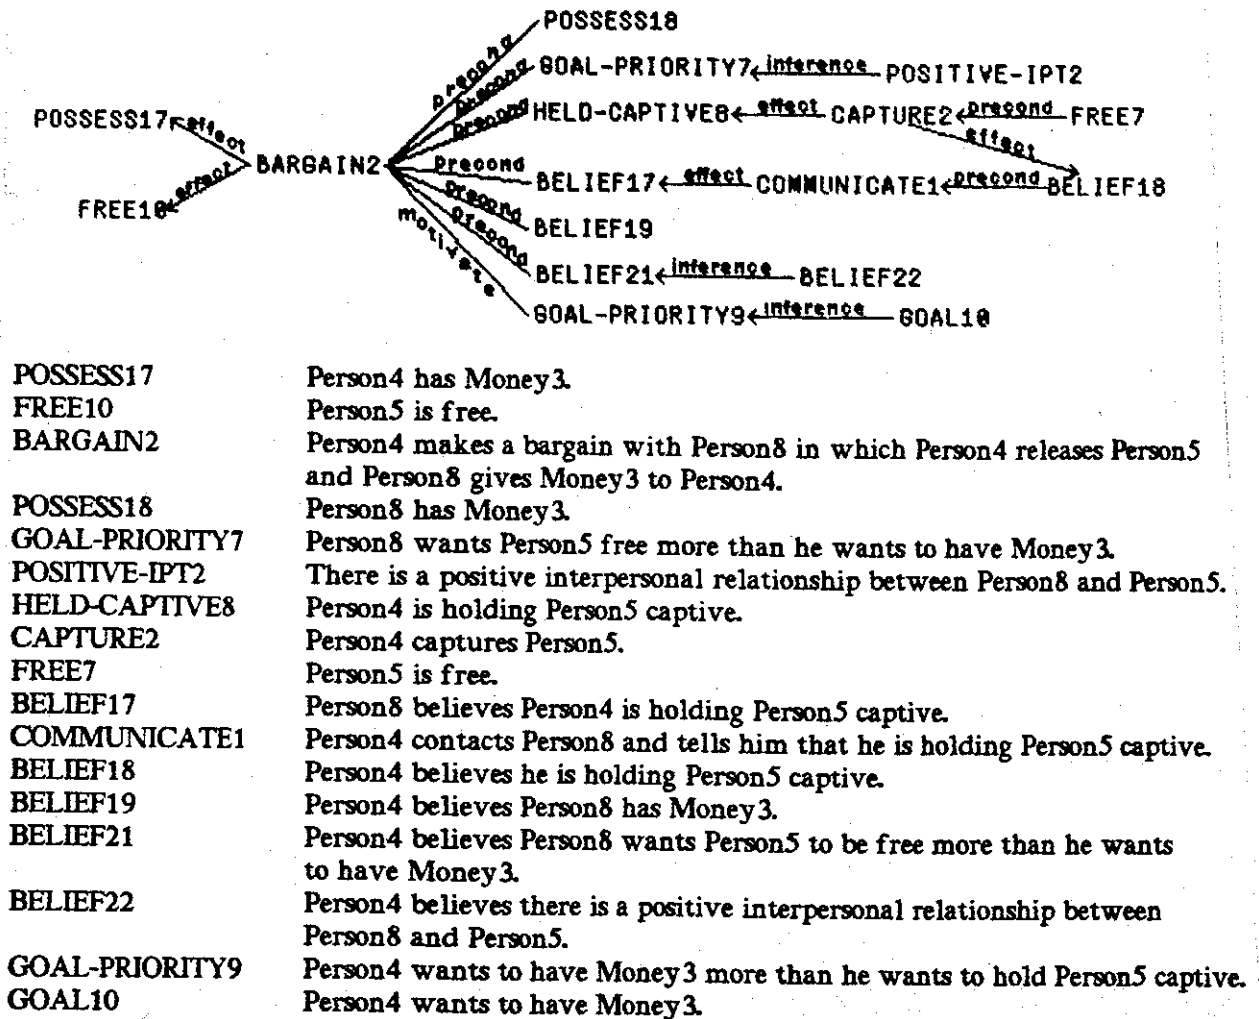 POSSESS18
precond
GOAL-PRIORITY7 inference POSITIVE-IPT2
precond
HELD-CAPTIVE8 effect CAPTURE2 precond FREE7
precond
effect
POSSESS17 effect
BARGAIN2
precond
BELIEF17 effect COMMUNICATE1 precond BELIEF18
effect
FREE10
precond
BELIEF19
precond
BELIEF21 inference BELIEF22
motivate
GOAL-PRIORITY9 inference GOAL10
POSSESS17 Person4 has Money3.
FREE10 Person5 is free.
BARGAIN2 Person4 makes a bargain with Person8 in which Person4 releases Person5
and Person8 gives Money3 to Person4.
POSSESS18 Person8 has Money3.
GOAL-PRIORITY7 Person8 wants Person5 free more than he wants to have Money3.
POSITIVE-IPT2 There is a positive interpersonal relationship between Person8 and Person5.
HELD-CAPTIVE8 Person4 is holding Person5 captive.
CAPTURE2 Person4 captures Person5.
FREE7 Person5 is free.
BELIEF17 Person8 believes Person4 is holding Person5 captive.
COMMUNICATE1 Person4 contacts Person8 and tells him that he is holding Person5 captive.
BELIEF18 Person4 believes he is holding Person5 captive.
BELIEF19 Person4 believes Person8 has Money3.
BELIEF21 Person4 believes Person8 wants Person5 to be free more than he wants
to have Money3.
BELIEF22 Person4 believes there is a positive interpersonal relationship between
Person8 and Person5.
GOAL-PRIORITY9 Person4 wants to have Money3 more than he wants to hold Person5 captive.
GOAL10 Person4 wants to have Money3.